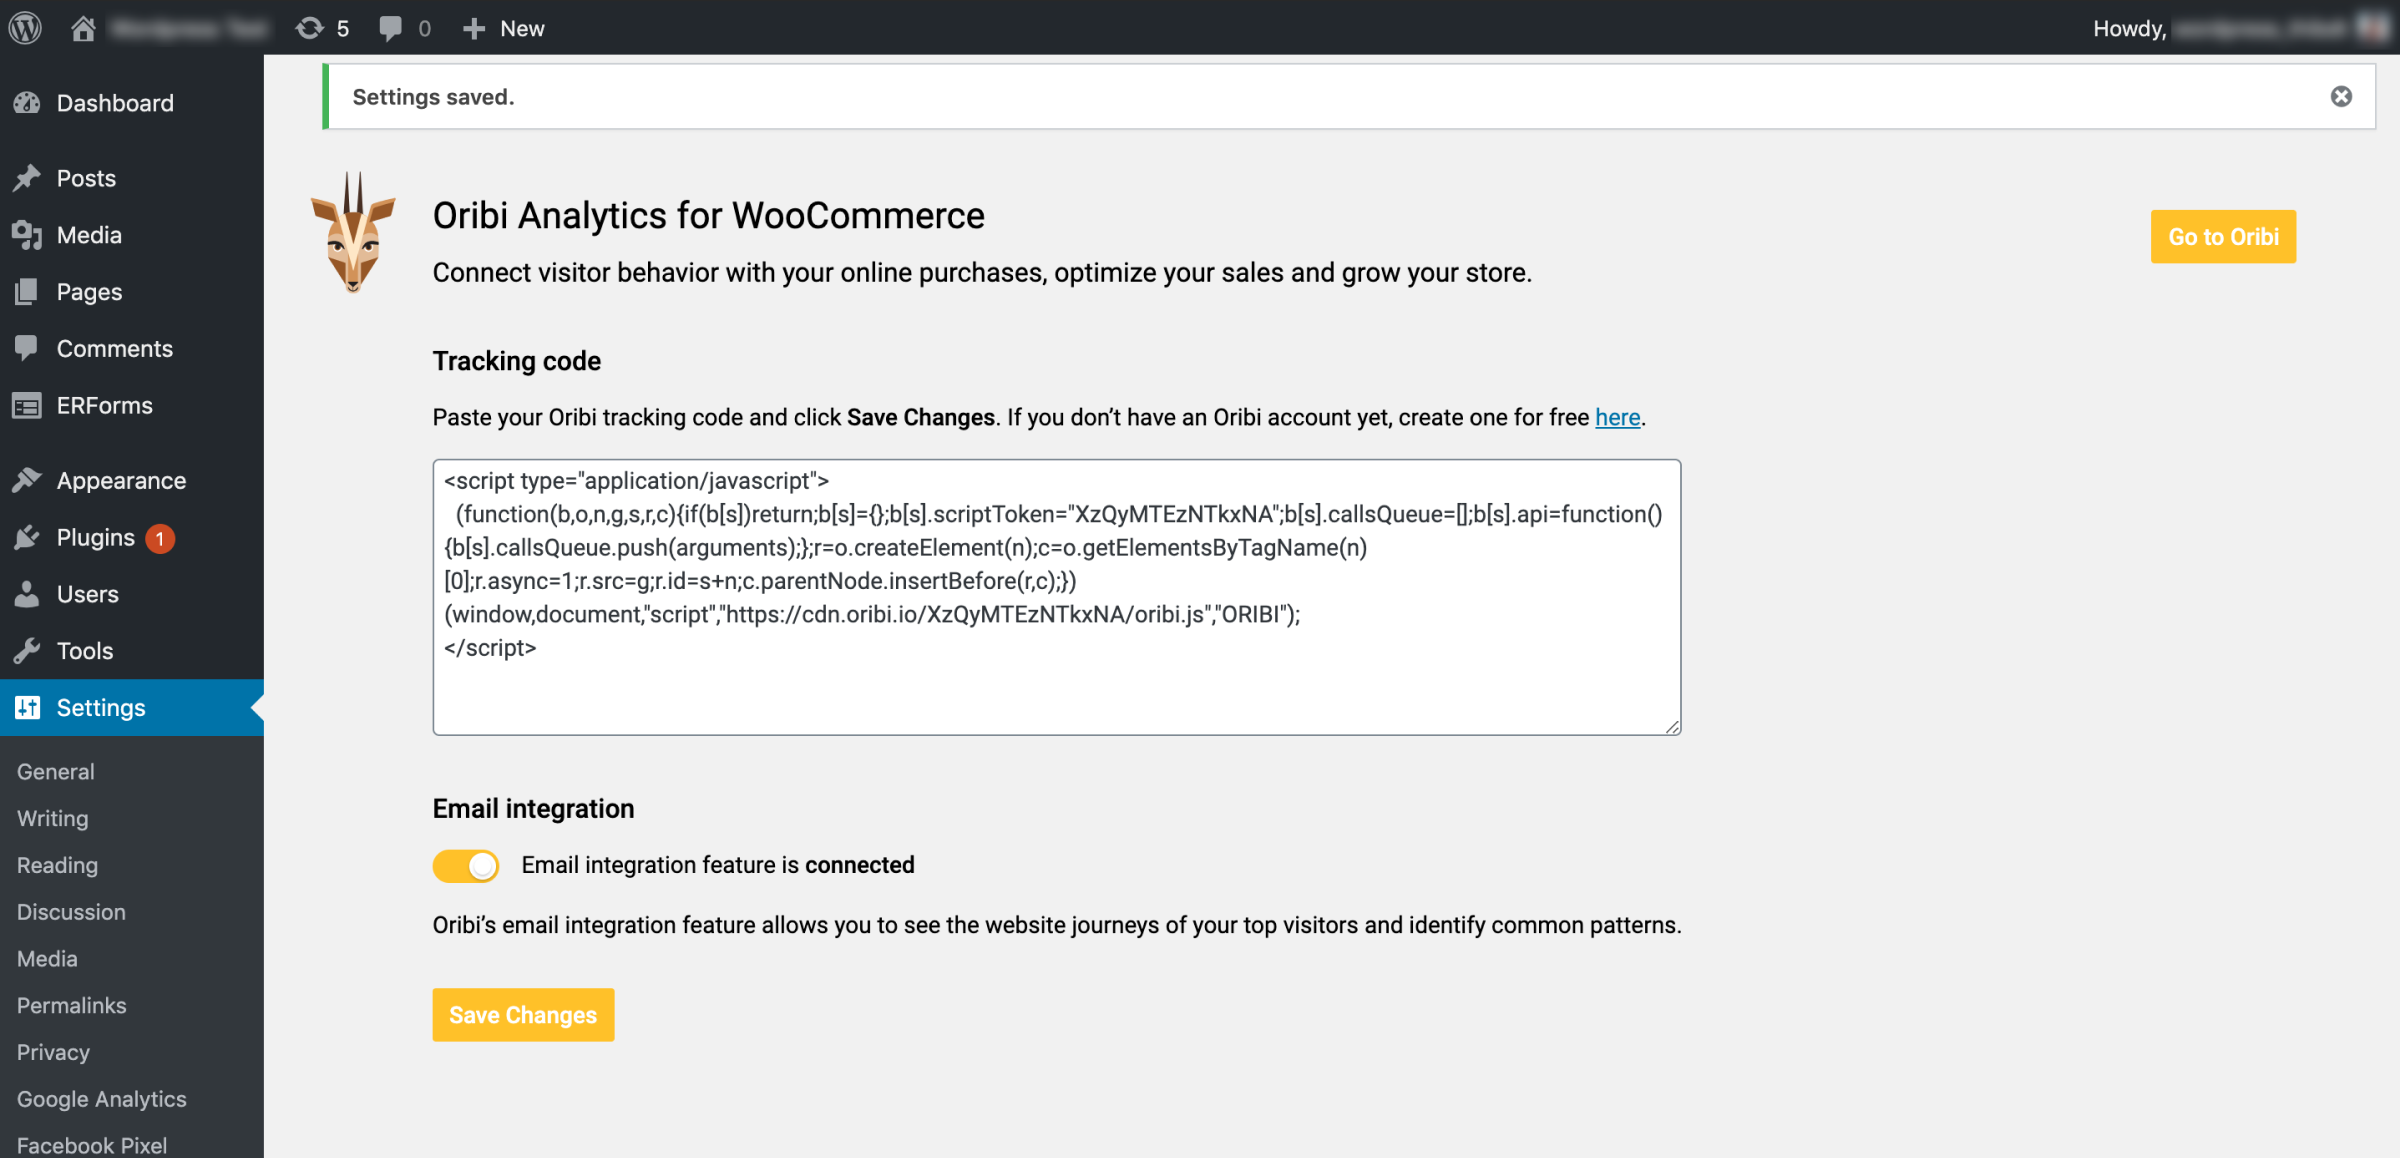 5 0 New Howdy,
Settings saved.
Dashboard
Posts
Media
Pages
Comments
ERForms
Appearance
Plugins 1
Users
Tools
Settings
General
Writing
Reading
Discussion
Media
Permalinks
Privacy
Google Analytics
Facebook Pixel
Oribi Analytics for WooCommerce
Go to Oribi
Connect visitor behavior with your online purchases, optimize your sales and grow your store.
Tracking code
Paste your Oribi tracking code and click Save Changes. If you don’t have an Oribi account yet, create one for free here.
<script type="application/javascript">
(function(b,o,n,g,s,r,c){if(b[s])return;b[s]={};b[s].scriptToken="XzQyMTEzNTkxNA";b[s].callsQueue=[];b[s].api=function()
{b[s].callsQueue.push(arguments);};r=o.createElement(n);c=o.getElementsByTagName(n)
[0];r.async=1;r.src=g;r.id=s+n;c.parentNode.insertBefore(r,c);})
(window,document,"script","https://cdn.oribi.io/XzQyMTEzNTkxNA/oribi.js","ORIBI");
</script>
Email integration
Email integration feature is connected
Oribi’s email integration feature allows you to see the website journeys of your top visitors and identify common patterns.
Save Changes